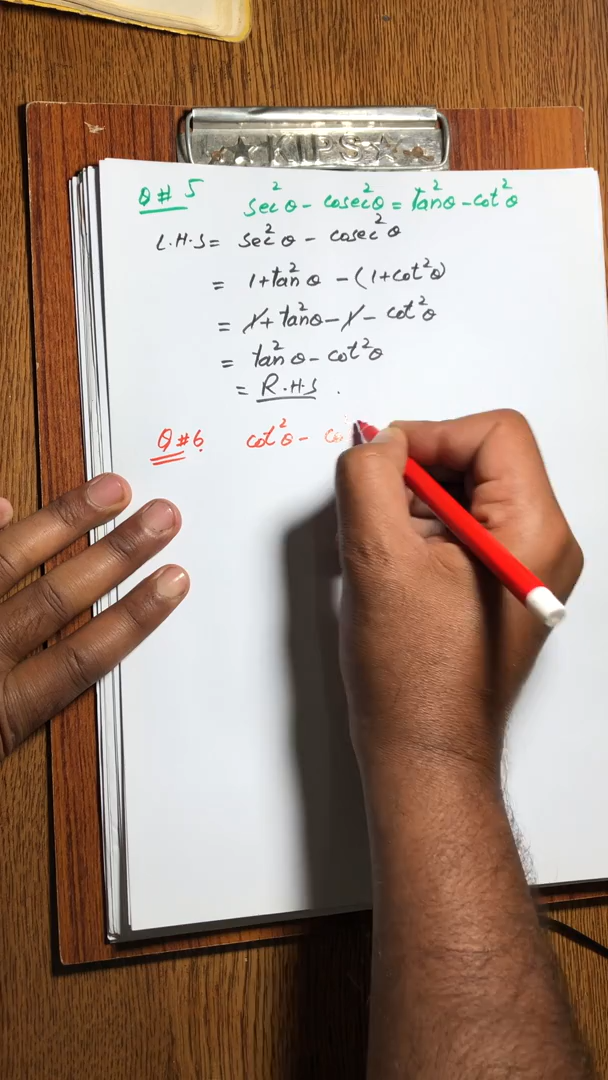 ★KIPS★
Q# 5 sec²θ - cosec²θ = tan²θ - cot²θ
L.H.S = sec²θ - cosec²θ
= 1+tan²θ - (1+cot²θ)
= 1+tan²θ - 1 - cot²θ
= tan²θ - cot²θ
= R.H.S .
Q#6. cot²θ -